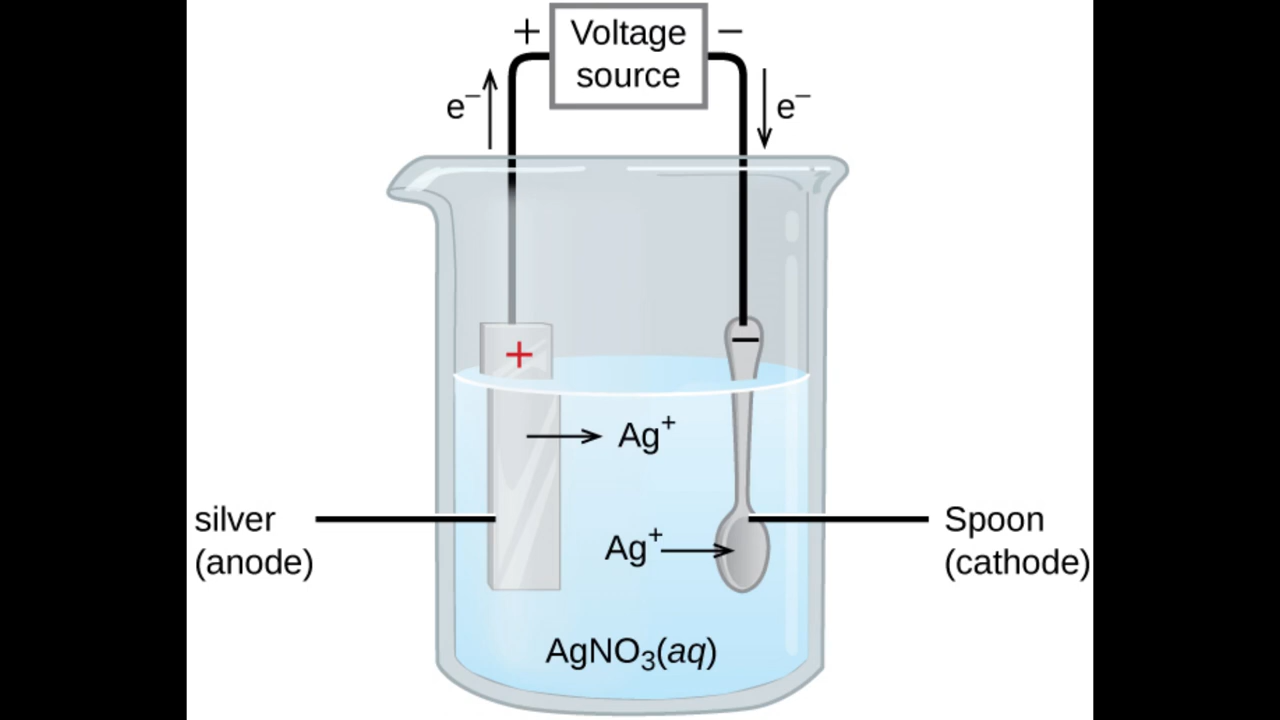 + Voltage −
source
e⁻ e⁻
+ −
Ag⁺
silver
(anode)
Spoon
(cathode)
Ag⁺
AgNO₃(aq)